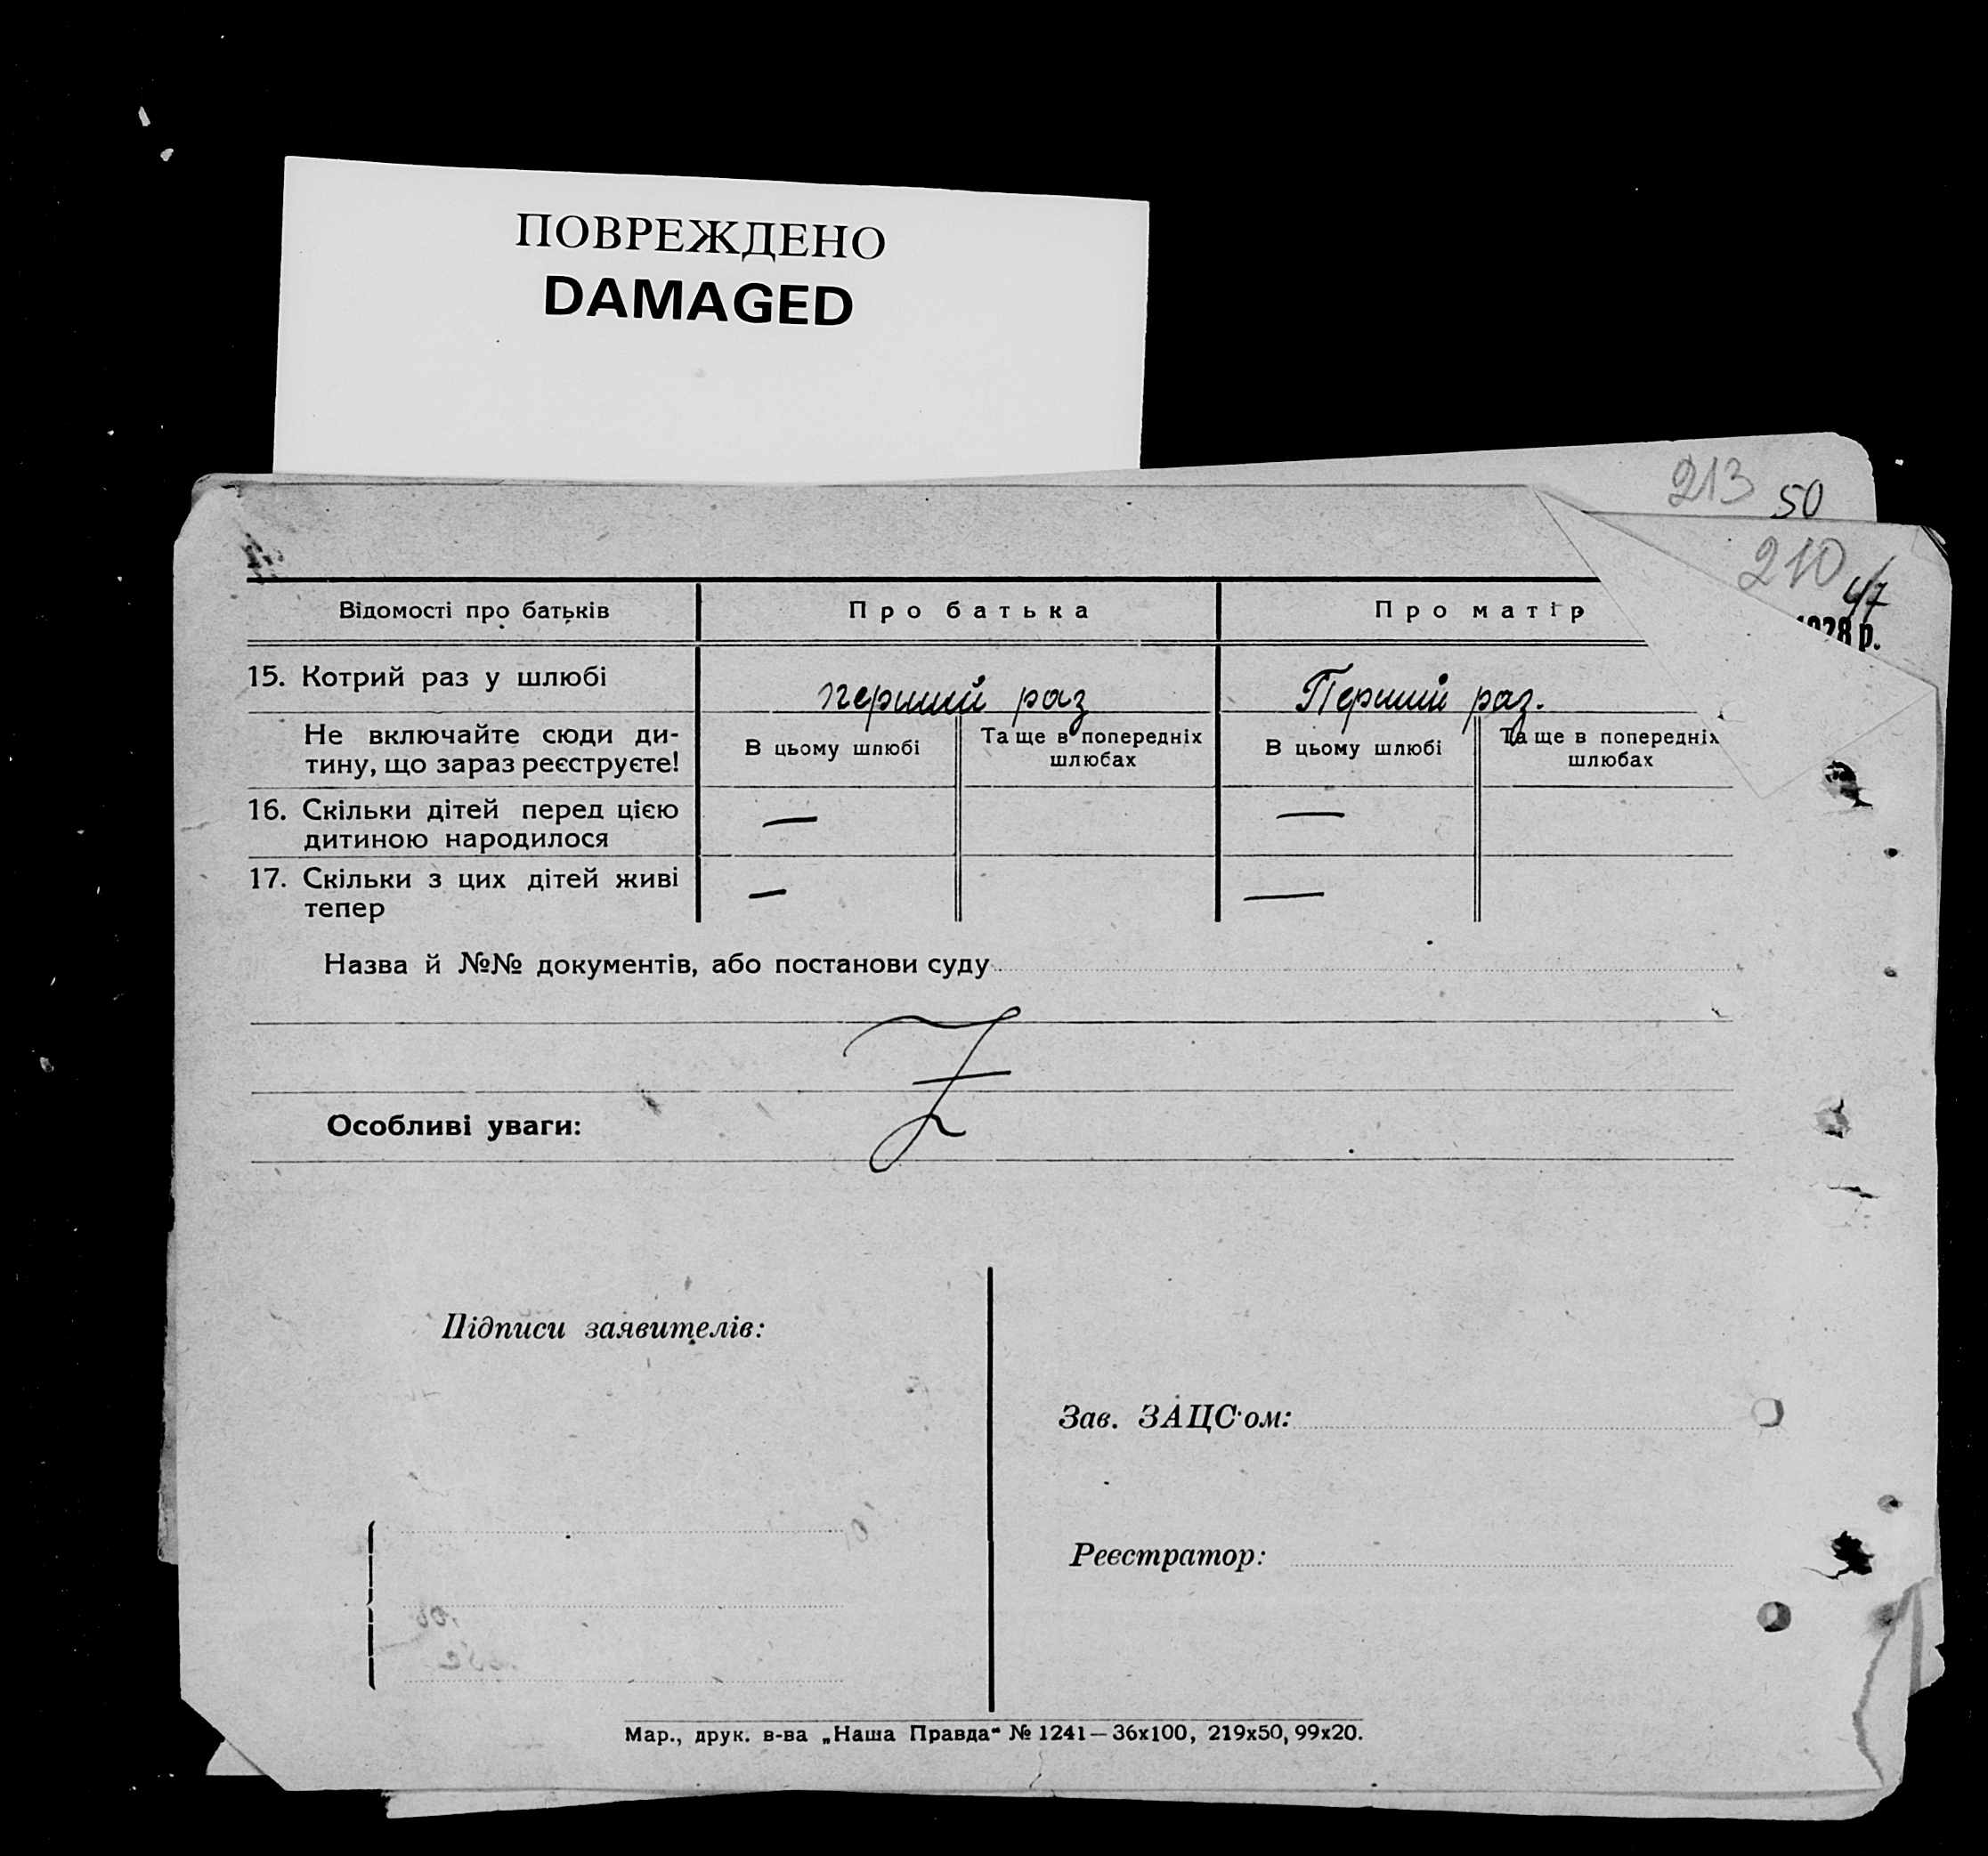 ПОВРЕЖДЕНО
DAMAGED
213 50
210 47
1928 р.
Відомості про батьків
Про батька
Про матір
15. Котрий раз у шлюбі
перший раз
Перший раз.
Не включайте сюди ди-
тину, що зараз реєструєте!
В цьому шлюбі
Та ще в попередніх
шлюбах
В цьому шлюбі
Та ще в попередніх
шлюбах
16. Скільки дітей перед цією
дитиною народилося
—
—
17. Скільки з цих дітей живі
тепер
—
—
Назва й №№ документів, або постанови суду
Z
Особливі уваги:
Підписи заявителів:
Зав. ЗАЦС'ом:
Реєстратор:
Мар., друк. в-ва „Наша Правда“ № 1241—36х100, 219х50, 99х20.